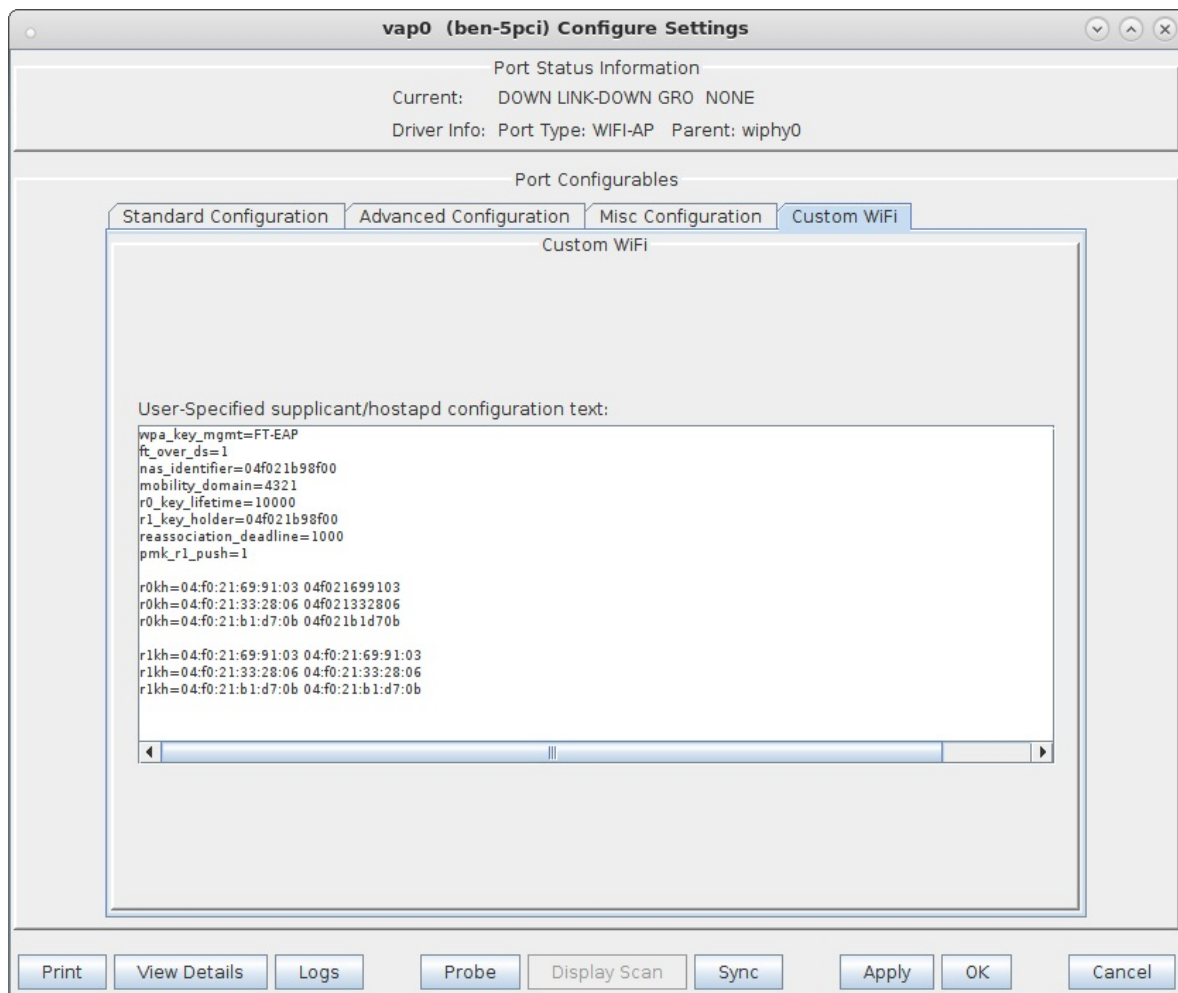 vap0 (ben-5pci) Configure Settings
Port Status Information
Current: DOWN LINK-DOWN GRO NONE
Driver Info: Port Type: WIFI-AP Parent: wiphy0
Port Configurables
Standard Configuration Advanced Configuration Misc Configuration Custom WiFi
Custom WiFi
User-Specified supplicant/hostapd configuration text:
wpa_key_mgmt=FT-EAP
ft_over_ds=1
nas_identifier=04f021b98f00
mobility_domain=4321
r0_key_lifetime=10000
r1_key_holder=04f021b98f00
reassociation_deadline=1000
pmk_r1_push=1
r0kh=04:f0:21:69:91:03 04f021699103
r0kh=04:f0:21:33:28:06 04f021332806
r0kh=04:f0:21:b1:d7:0b 04f021b1d70b
r1kh=04:f0:21:69:91:03 04:f0:21:69:91:03
r1kh=04:f0:21:33:28:06 04:f0:21:33:28:06
r1kh=04:f0:21:b1:d7:0b 04:f0:21:b1:d7:0b
Print View Details Logs Probe Display Scan Sync Apply OK Cancel